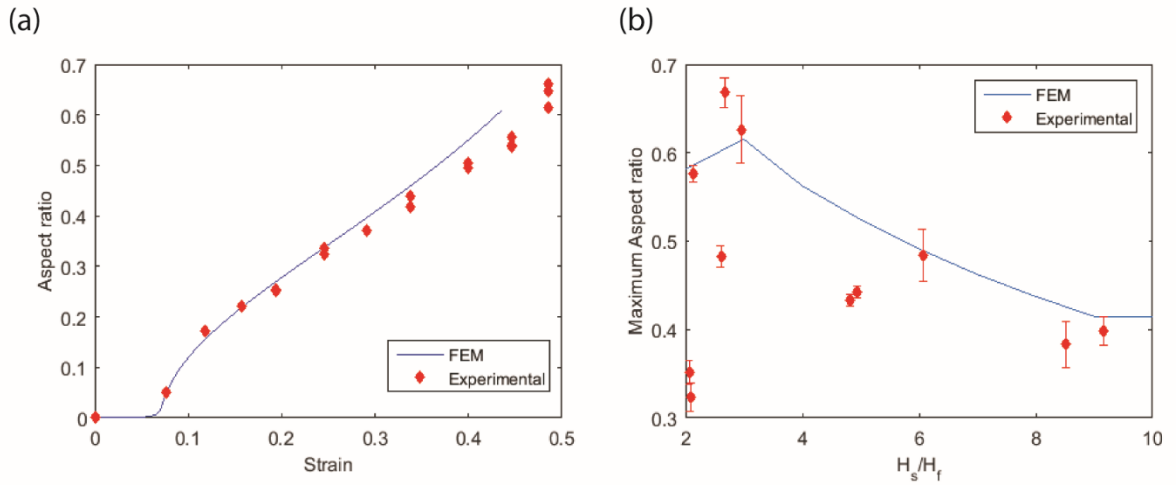 (a)
(b)
0.7
0.6
0.5
0.4
0.3
0.2
0.1
0
Aspect ratio
FEM
Experimental
0 0.1 0.2 0.3 0.4 0.5
Strain
0.7
0.6
0.5
0.4
0.3
Maximum Aspect ratio
FEM
Experimental
2 4 6 8 10
H_s/H_f